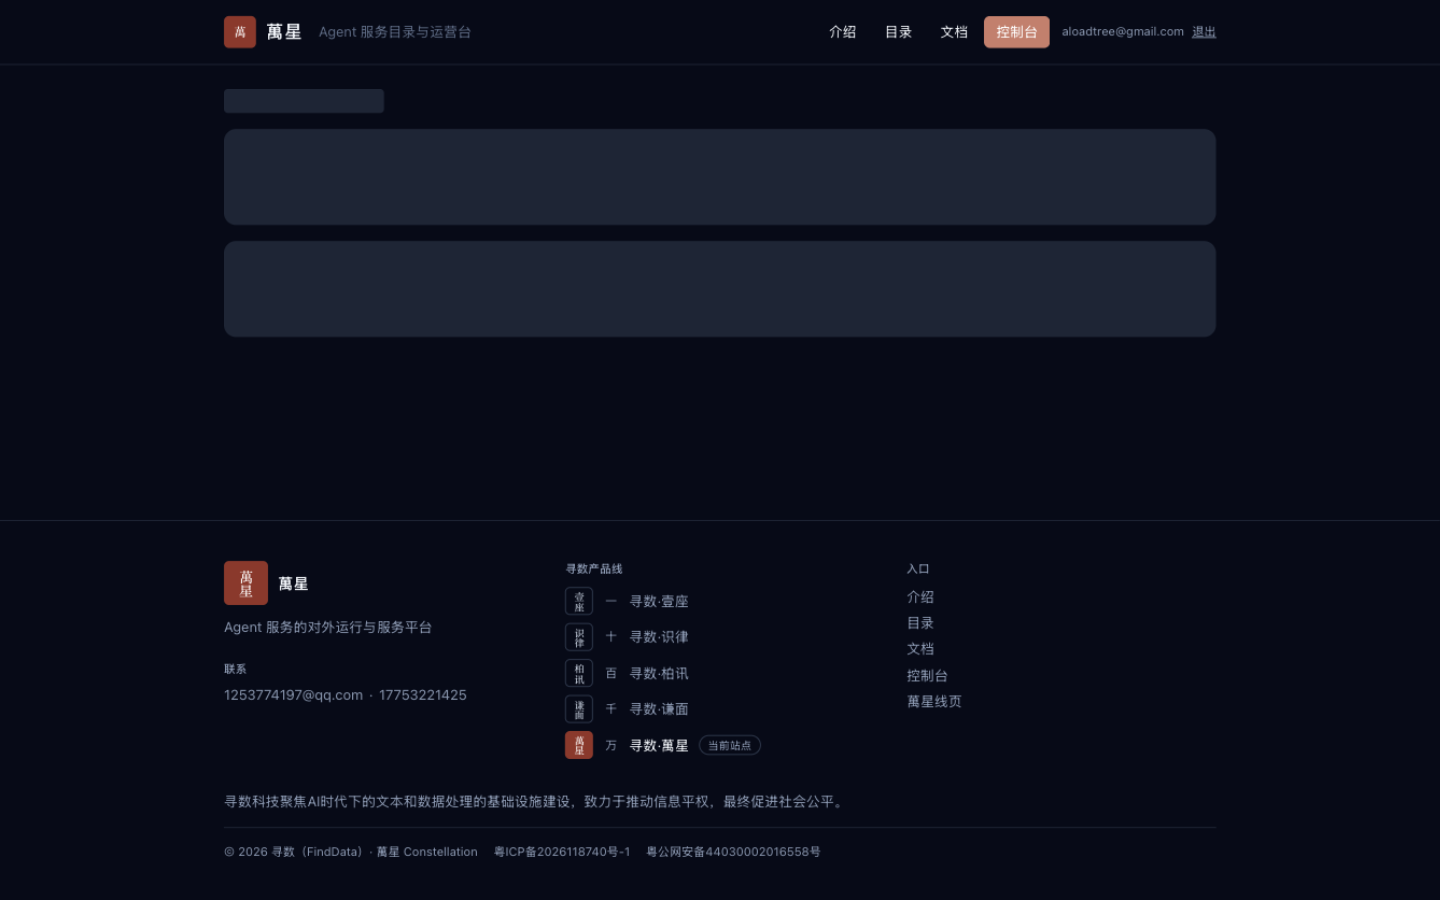 萬 萬星 Agent 服务目录与运营台 介绍 目录 文档 控制台 aloadtree@gmail.com 退出
萬星
萬星
Agent 服务的对外运行与服务平台
联系
1253774197@qq.com · 17753221425
寻数产品线
壹座 一 寻数·壹座
识律 十 寻数·识律
柏讯 百 寻数·柏讯
谦面 千 寻数·谦面
萬星 万 寻数·萬星 当前站点
入口
介绍
目录
文档
控制台
萬星线页
寻数科技聚焦AI时代下的文本和数据处理的基础设施建设，致力于推动信息平权，最终促进社会公平。
© 2026 寻数（FindData）· 萬星 Constellation 粤ICP备2026118740号-1 粤公网安备44030002016558号